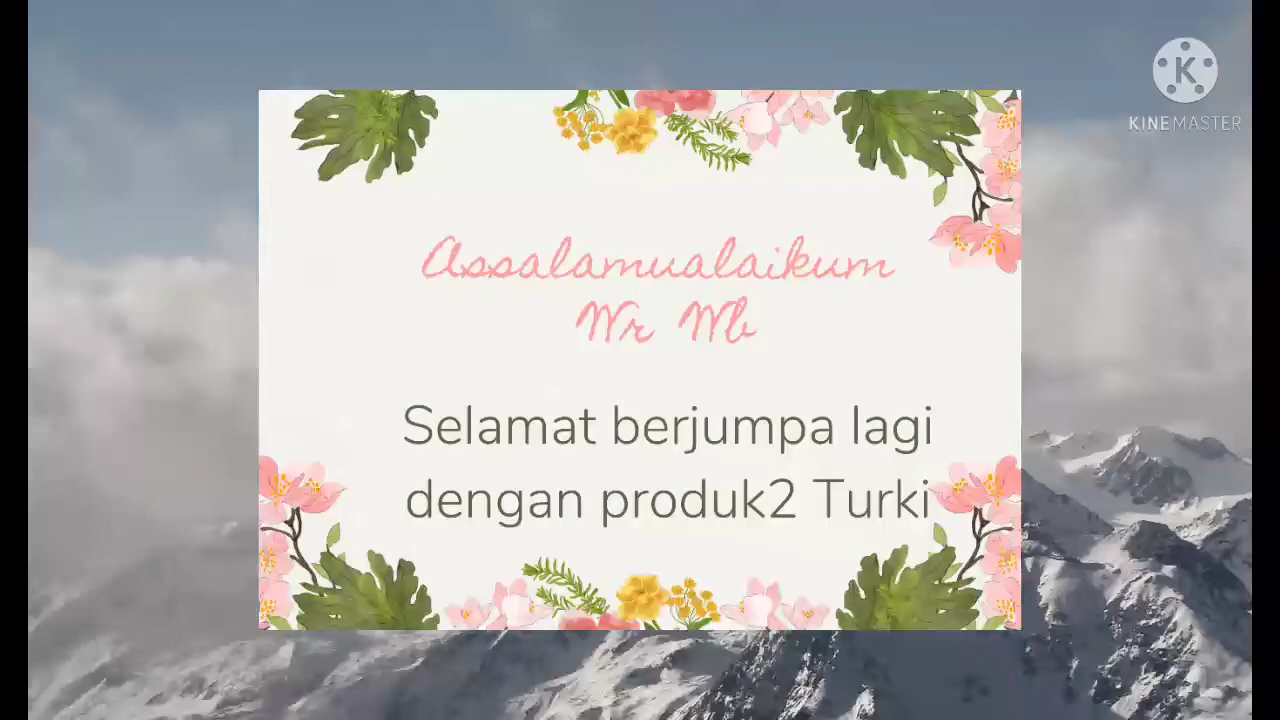 KINEMASTER
Assalamualaikum
Wr Wb
Selamat berjumpa lagi
dengan produk2 Turki